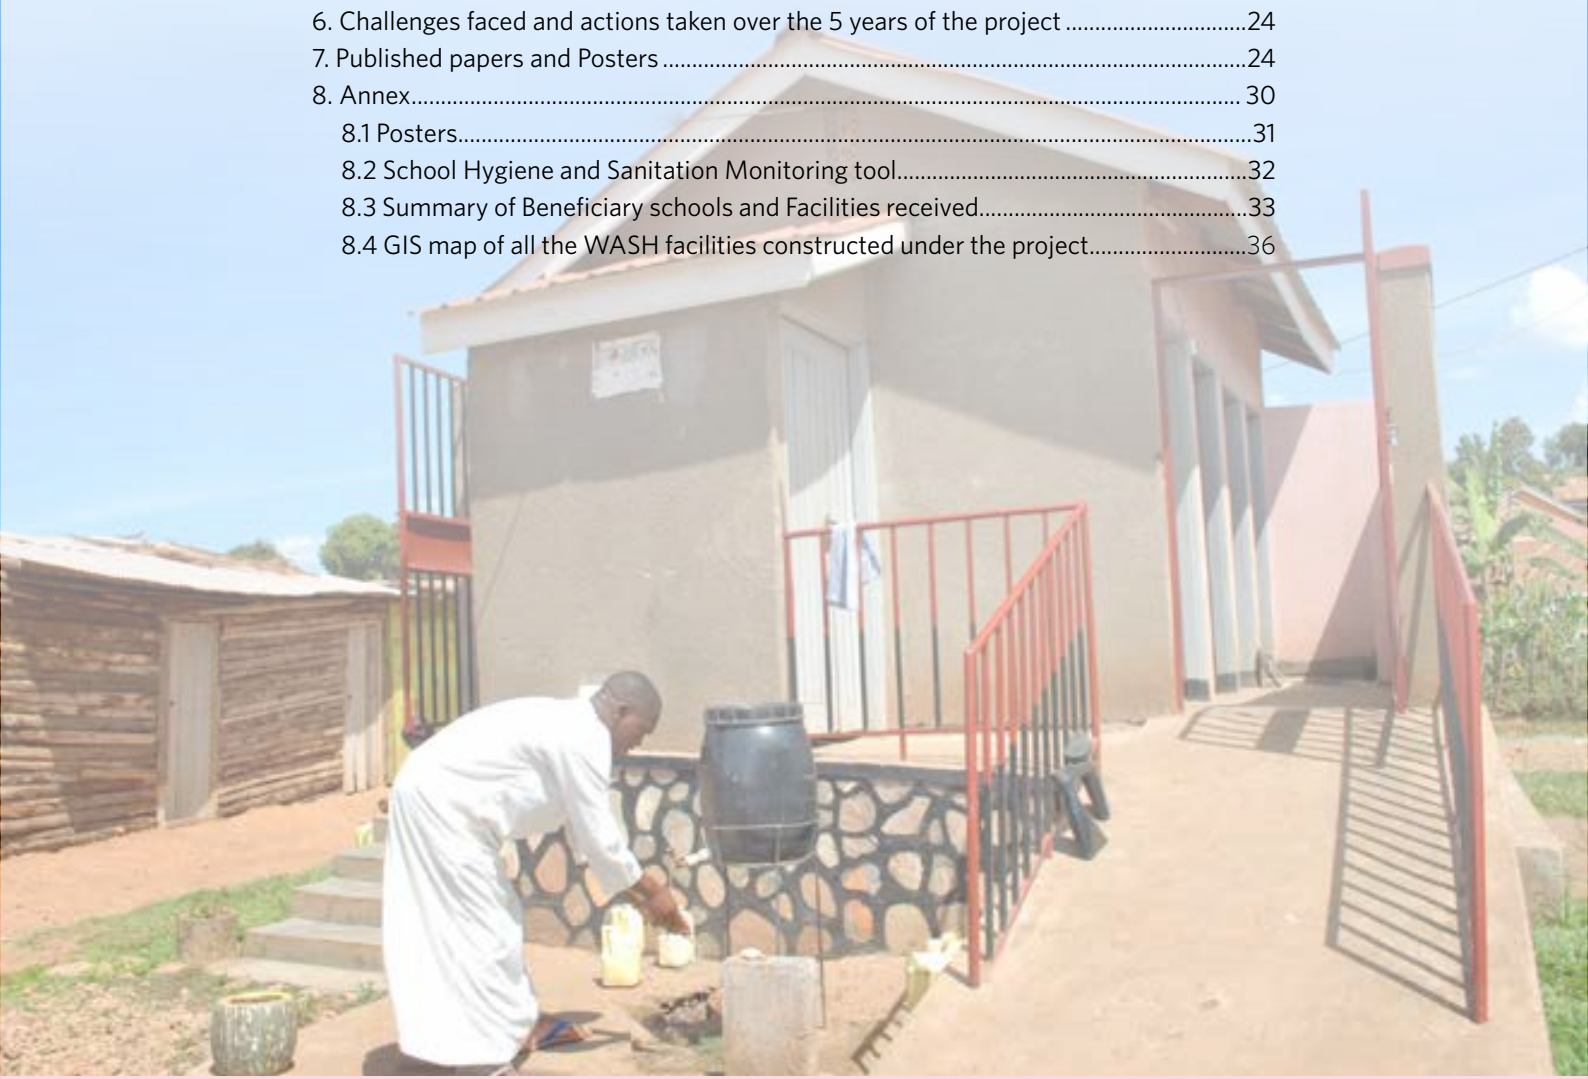 6. Challenges faced and actions taken over the 5 years of the project ...............................24
7. Published papers and Posters ....................................................................................................24
8. Annex.............................................................................................................................................. 30
8.1 Posters........................................................................................................................................31
8.2 School Hygiene and Sanitation Monitoring tool............................................................32
8.3 Summary of Beneficiary schools and Facilities received..............................................33
8.4 GIS map of all the WASH facilities constructed under the project...........................36